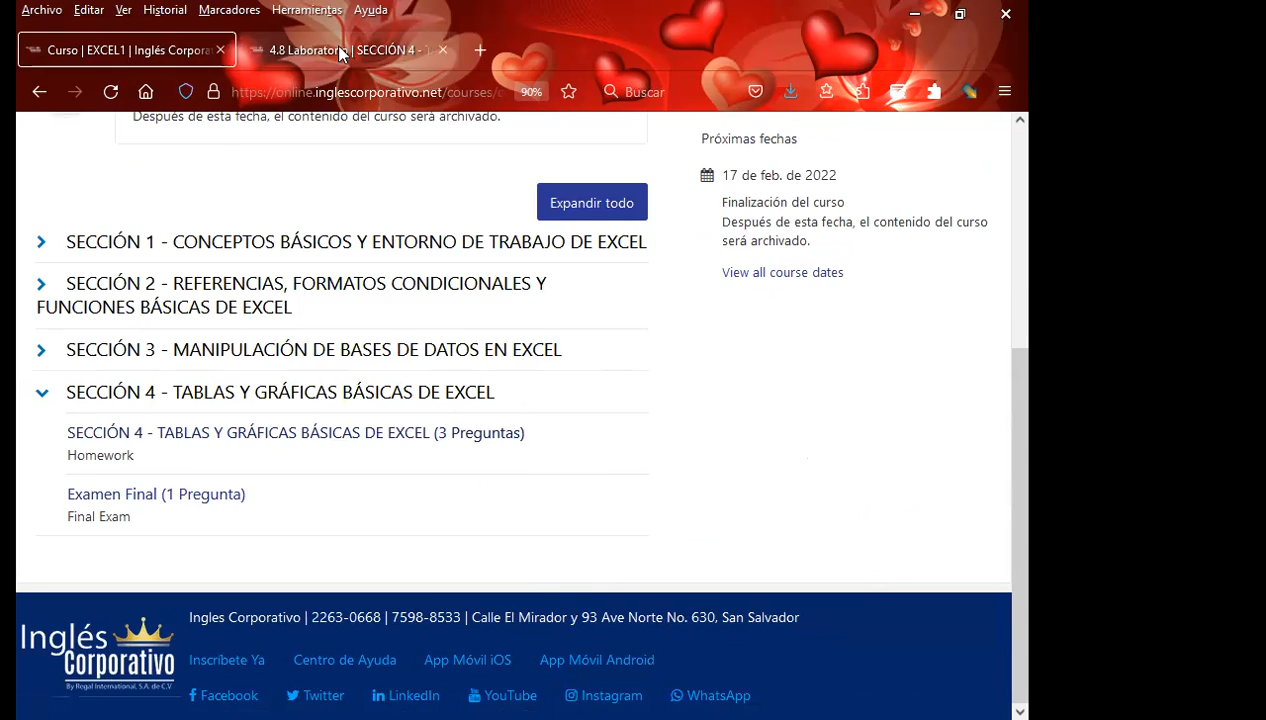 Archivo Editar Ver Historial Marcadores Herramientas Ayuda
Curso | EXCEL1 | Inglés Corporat 4.8 Laboratorio | SECCIÓN 4 -
https://online.inglescorporativo.net/courses/ 90% Buscar
Después de esta fecha, el contenido del curso será archivado.
Expandir todo
SECCIÓN 1 - CONCEPTOS BÁSICOS Y ENTORNO DE TRABAJO DE EXCEL
SECCIÓN 2 - REFERENCIAS, FORMATOS CONDICIONALES Y
FUNCIONES BÁSICAS DE EXCEL
SECCIÓN 3 - MANIPULACIÓN DE BASES DE DATOS EN EXCEL
SECCIÓN 4 - TABLAS Y GRÁFICAS BÁSICAS DE EXCEL
SECCIÓN 4 - TABLAS Y GRÁFICAS BÁSICAS DE EXCEL (3 Preguntas)
Homework
Examen Final (1 Pregunta)
Final Exam
Próximas fechas
17 de feb. de 2022
Finalización del curso
Después de esta fecha, el contenido del curso
será archivado.
View all course dates
Inglés
Corporativo
By Regal International, S.A. de C.V
Ingles Corporativo | 2263-0668 | 7598-8533 | Calle El Mirador y 93 Ave Norte No. 630, San Salvador
Inscríbete Ya Centro de Ayuda App Móvil iOS App Móvil Android
Facebook Twitter LinkedIn YouTube Instagram WhatsApp